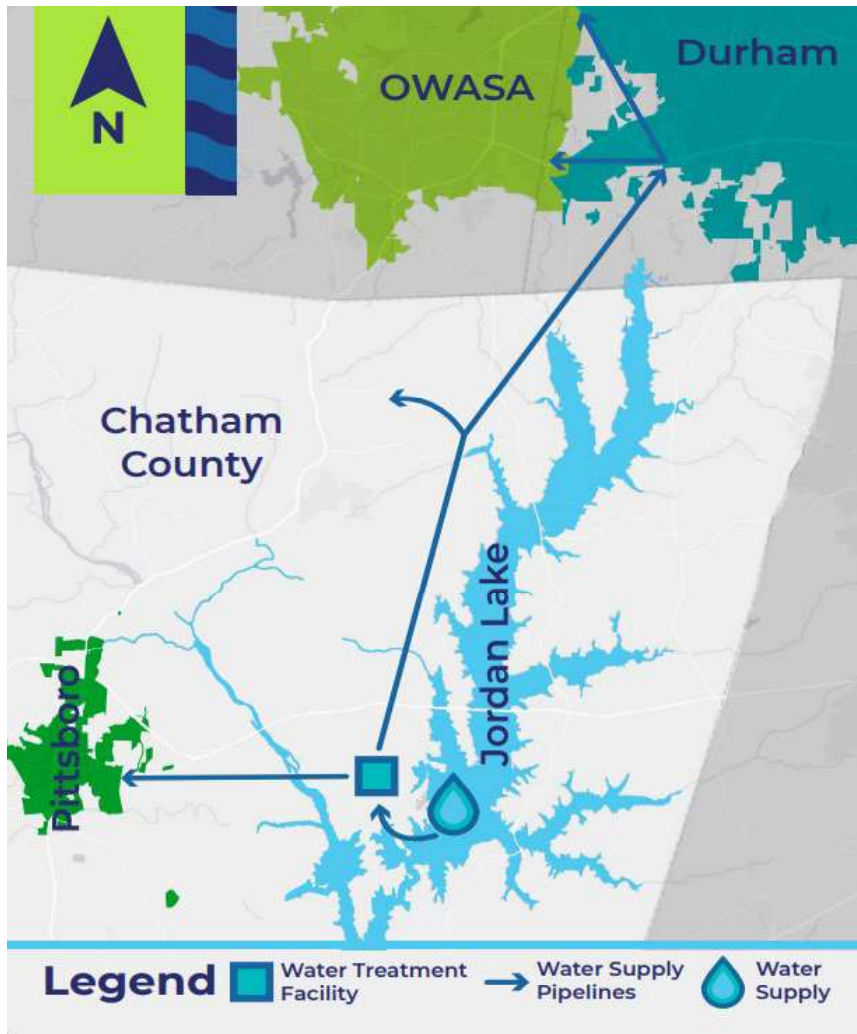 N
OWASA
Durham
Chatham
County
Jordan Lake
Pittsboro
Legend
Water Treatment
Facility
Water Supply
Pipelines
Water
Supply